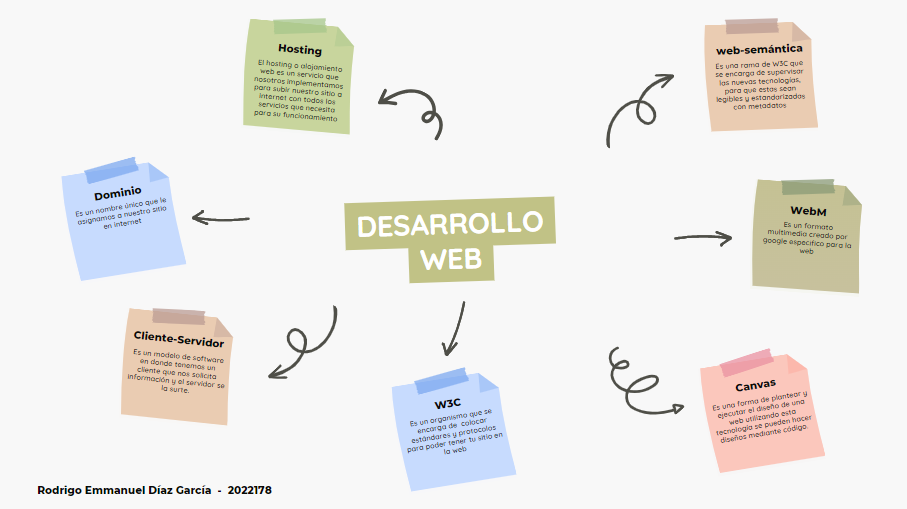 Hosting
El hosting o alojamiento
web es un servicio que
nosotros implementamos
para subir nuestro sitio a
internet con todos los
servicios que necesita
para su funcionamiento
web-semántica
Es una rama de W3C que
se encarga de supervisar
las nuevas tecnologías,
para que estas sean
legibles y estandarizadas
con metadatos
Dominio
Es un nombre único que le
asignamos a nuestro sitio
en internet
DESARROLLO
WEB
WebM
Es un formato
multimedia creado por
google especifico para la
web
Cliente-Servidor
Es un modelo de software
en donde tenemos un
cliente que nos solicita
información y el servidor se
la surte.
W3C
Es un organismo que se
encarga de colocar
estándares y protocolos
para poder tener tu sitio en
la web
Canvas
Es una forma de plantear y
ejecutar el diseño de una
web utilizando esta
tecnología se pueden hacer
diseños mediante código.
Rodrigo Emmanuel Díaz García - 2022178